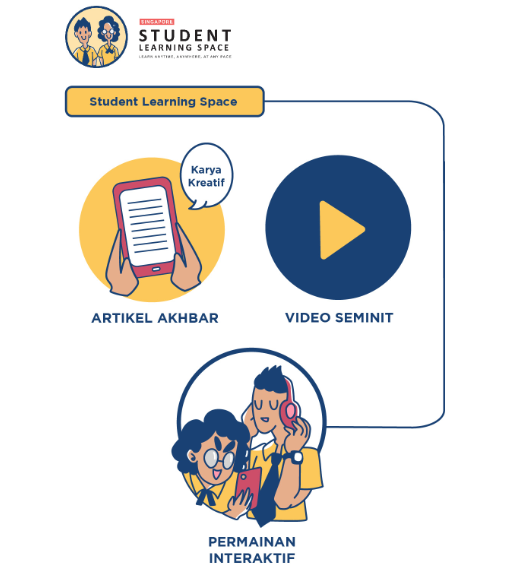 SINGAPORE
STUDENT
LEARNING SPACE
LEARN ANYTIME, ANYWHERE, AT ANY PACE
Student Learning Space
Karya
Kreatif
ARTIKEL AKHBAR
VIDEO SEMINIT
PERMAINAN
INTERAKTIF